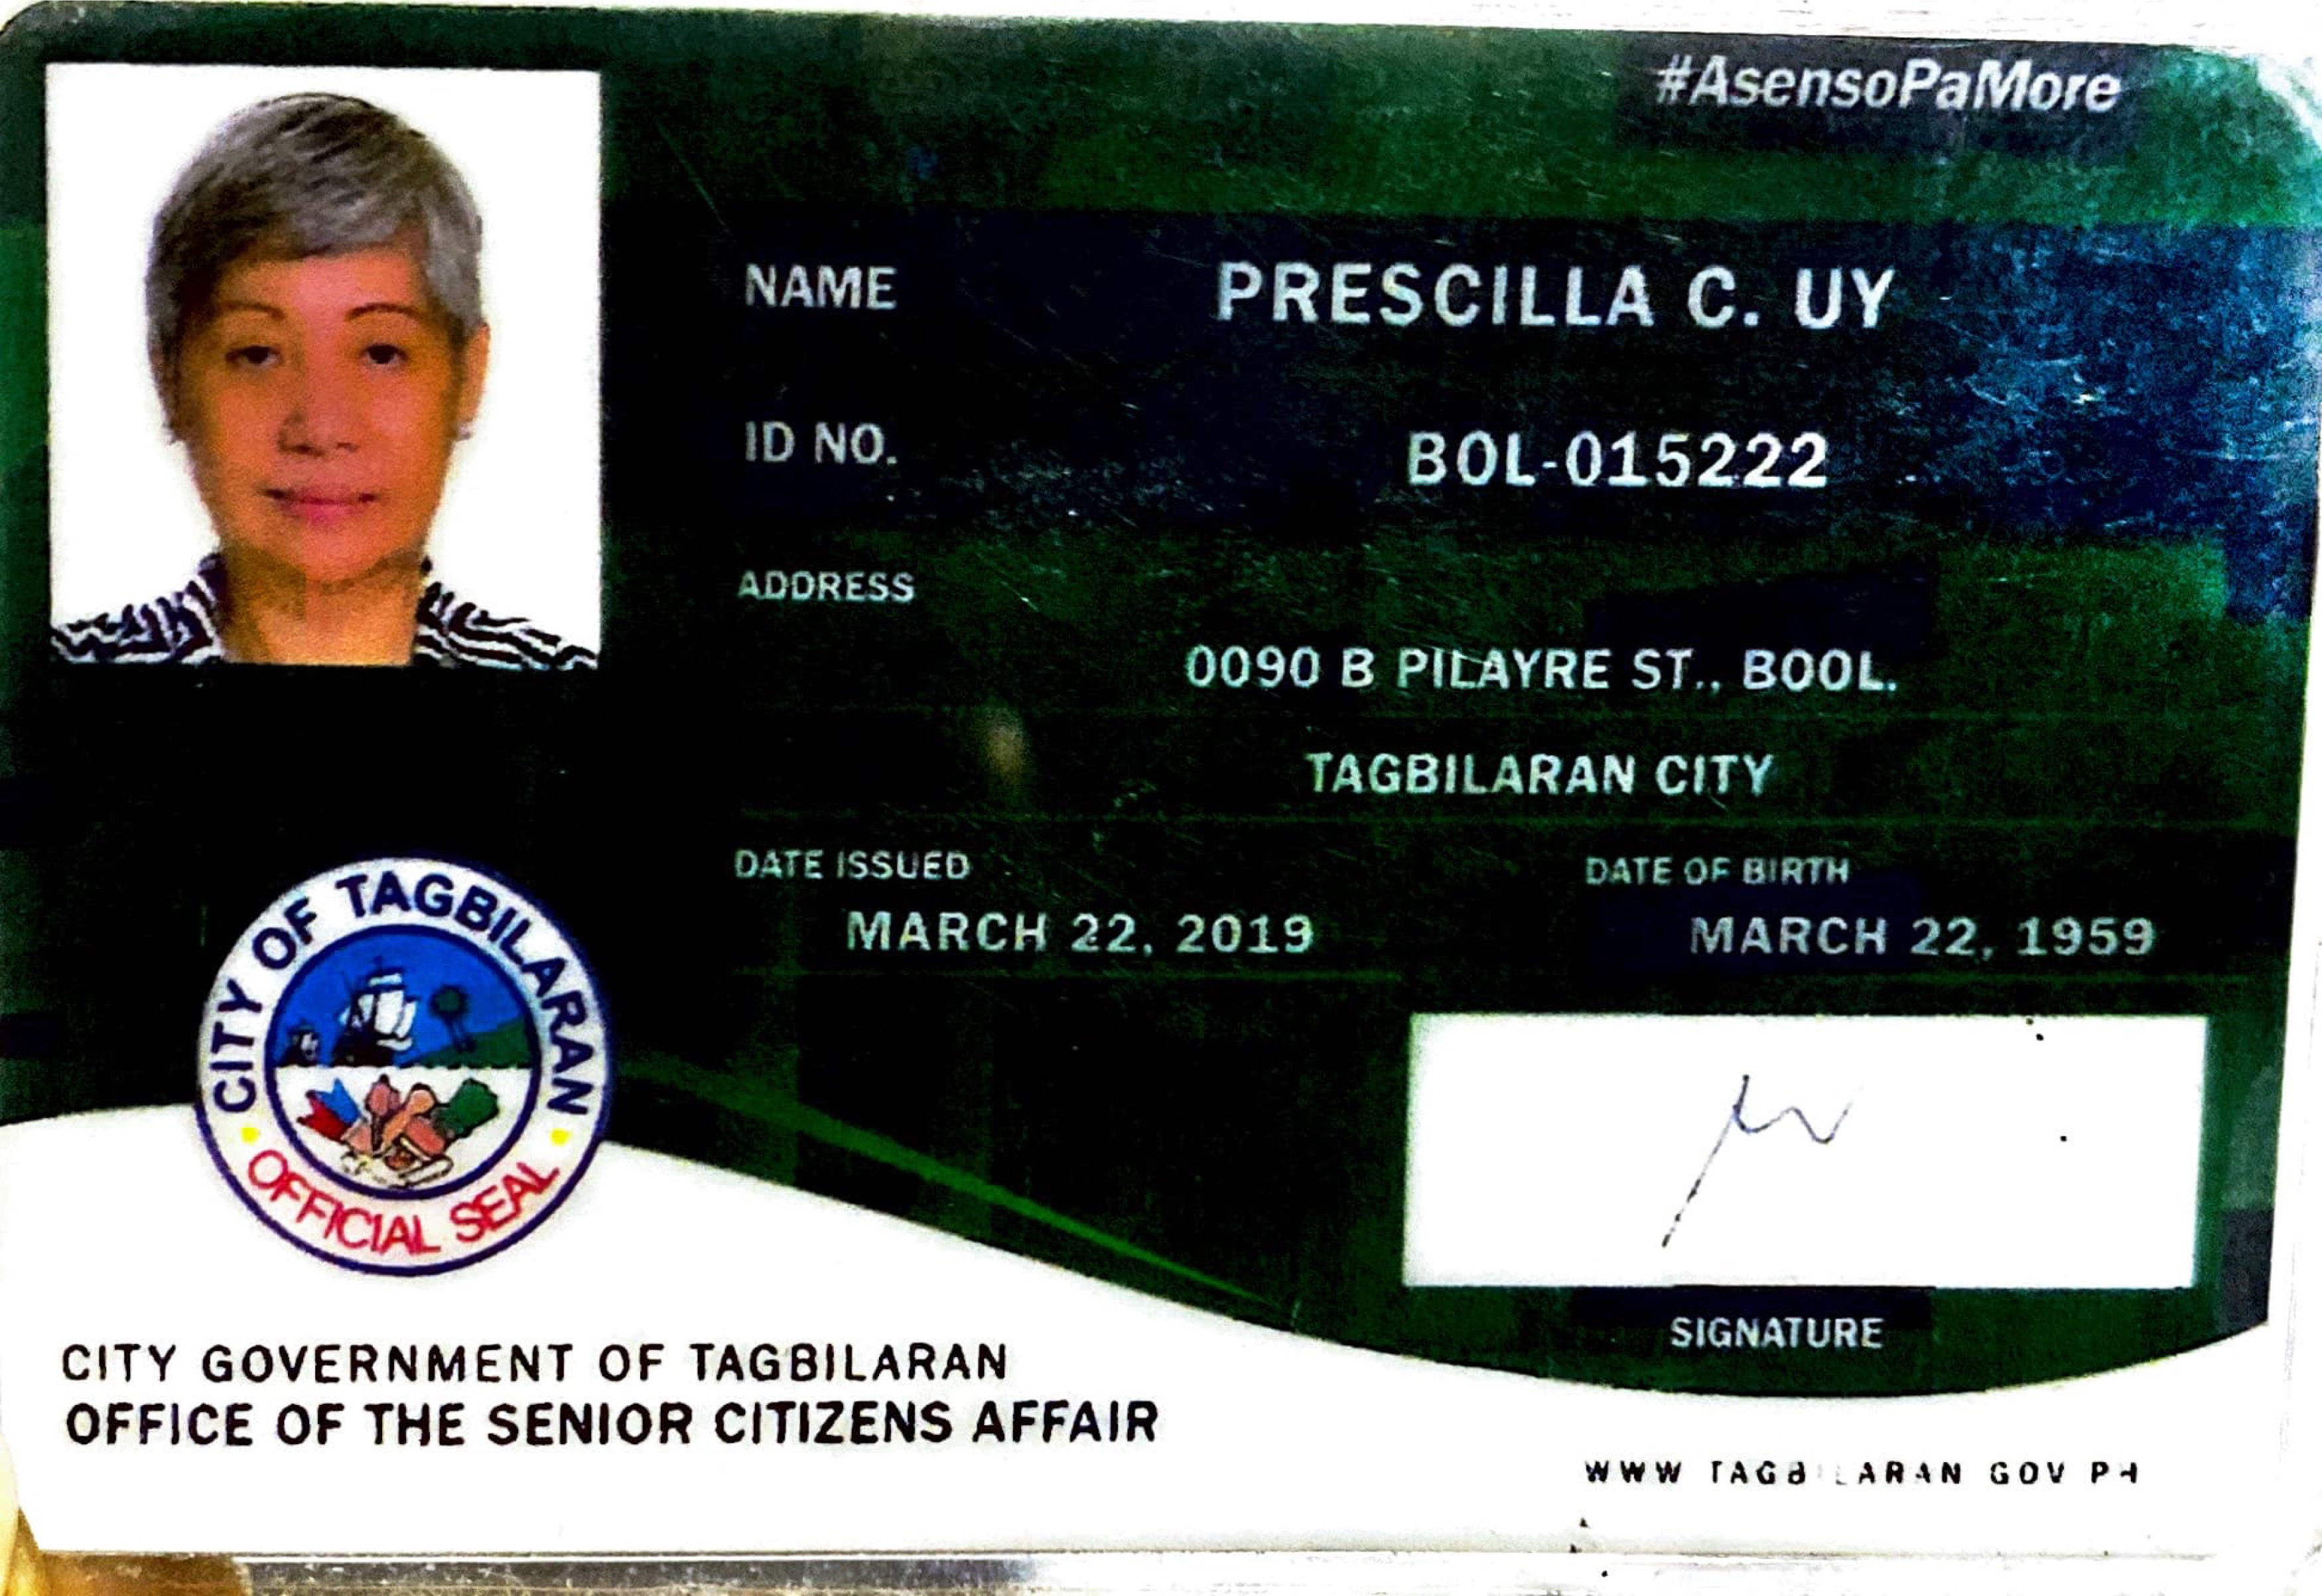 #AsensoPaMore
NAME PRESCILLA C. UY
ID NO. BOL-015222
ADDRESS
0090 B PILAYRE ST., BOOL.
TAGBILARAN CITY
DATE ISSUED DATE OF BIRTH
MARCH 22, 2019 MARCH 22, 1959
CITY OF TAGBILARAN
OFFICIAL SEAL
SIGNATURE
CITY GOVERNMENT OF TAGBILARAN
OFFICE OF THE SENIOR CITIZENS AFFAIR
WWW TAGBILARAN GOV PH